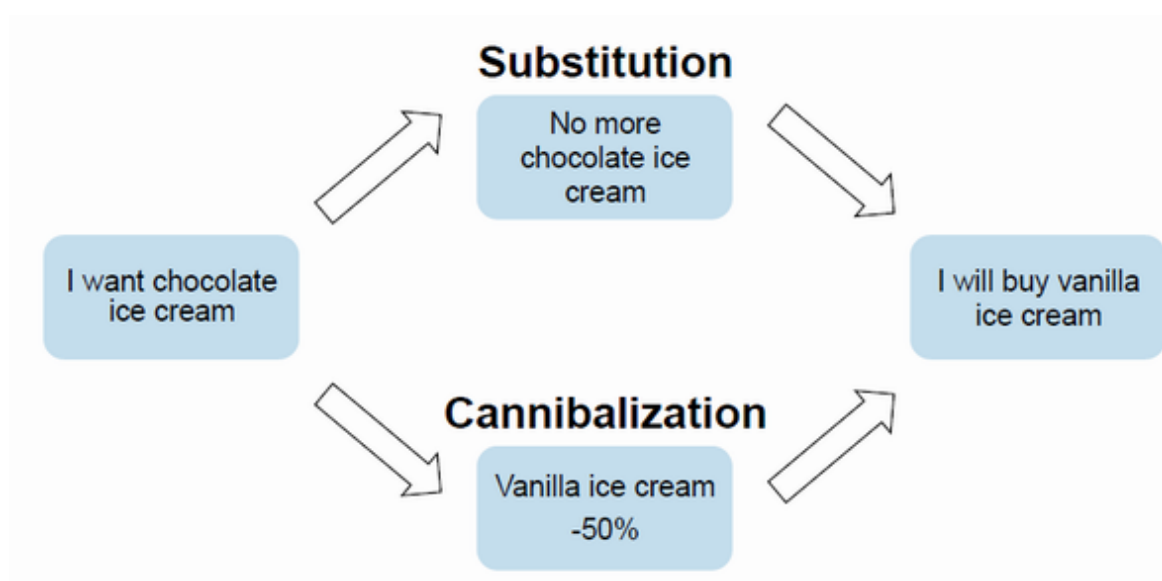 Substitution
No more
chocolate ice
cream
I want chocolate
ice cream
I will buy vanilla
ice cream
Cannibalization
Vanilla ice cream
-50%